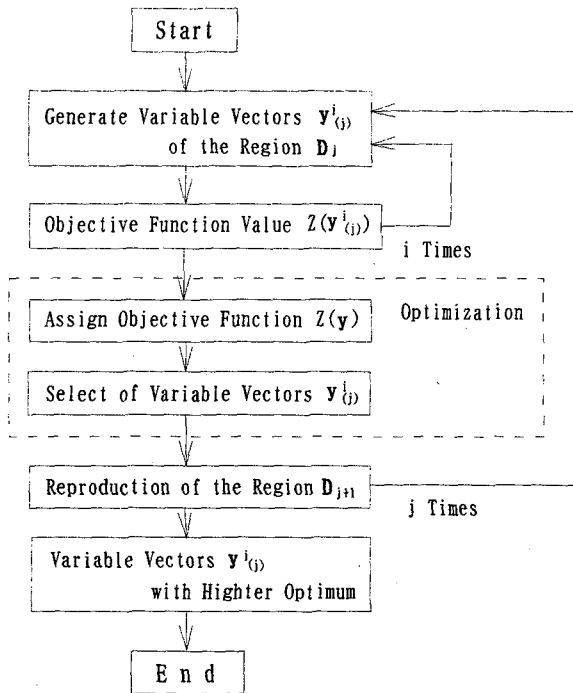 Start
Generate Variable Vectors y^i_(j)
of the Region D_j
Objective Function Value Z(y^i_(j))
i Times
Assign Objective Function Z(y)
Optimization
Select of Variable Vectors y^i_(j)
Reproduction of the Region D_j+1
j Times
Variable Vectors y^i_(j)
with Highter Optimum
End